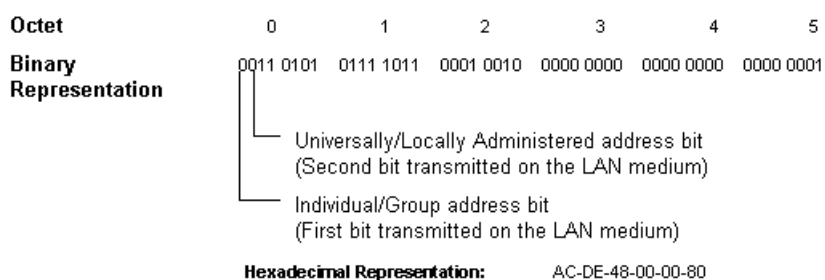 Octet 0 1 2 3 4 5
Binary Representation 0011 0101 0111 1011 0001 0010 0000 0000 0000 0000 0000 0001
Universally/Locally Administered address bit
(Second bit transmitted on the LAN medium)
Individual/Group address bit
(First bit transmitted on the LAN medium)
Hexadecimal Representation: AC-DE-48-00-00-80